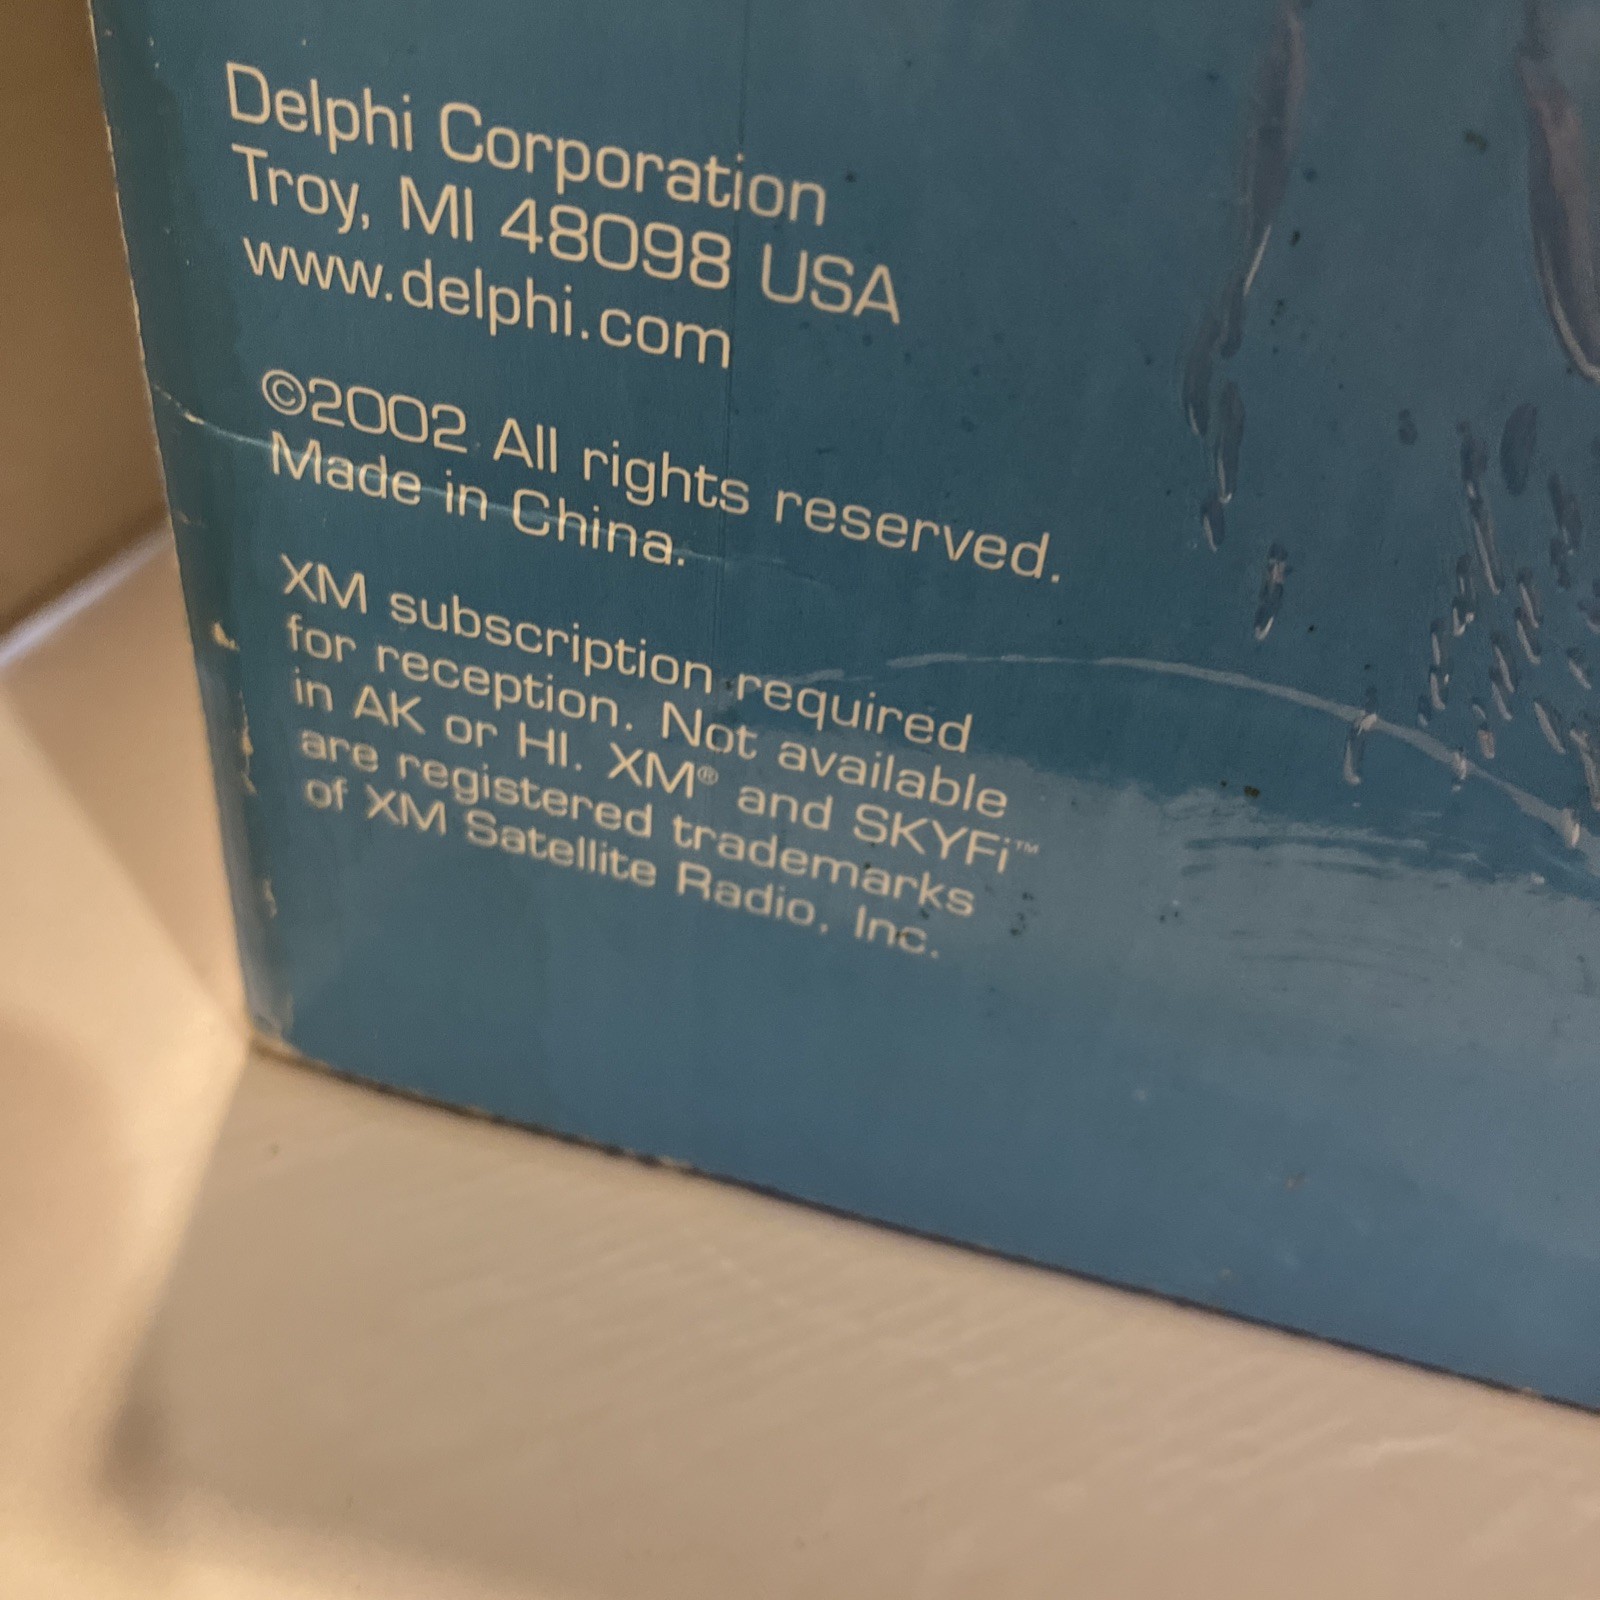 Delphi Corporation
Troy, MI 48098 USA
www.delphi.com
©2002 All rights reserved.
Made in China.
XM subscription required
for reception. Not available
in AK or HI. XM® and SKYFi™
are registered trademarks
of XM Satellite Radio, Inc.